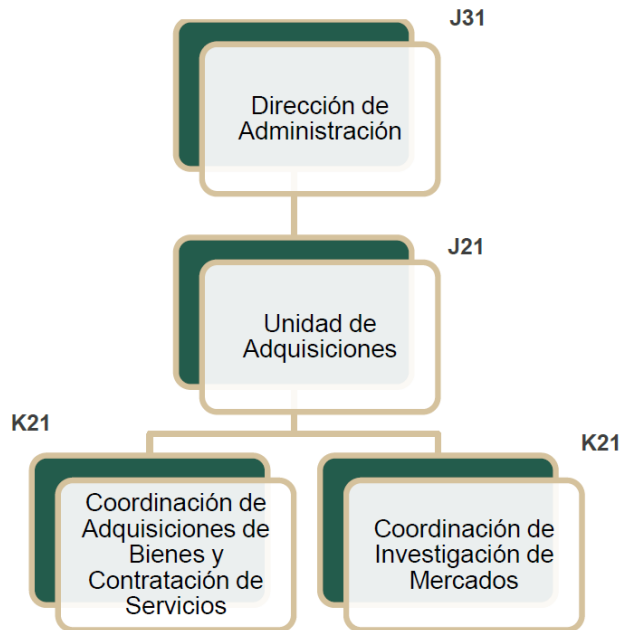 J31
Dirección de
Administración
J21
Unidad de
Adquisiciones
K21
K21
Coordinación de
Adquisiciones de
Bienes y
Contratación de
Servicios
Coordinación de
Investigación de
Mercados